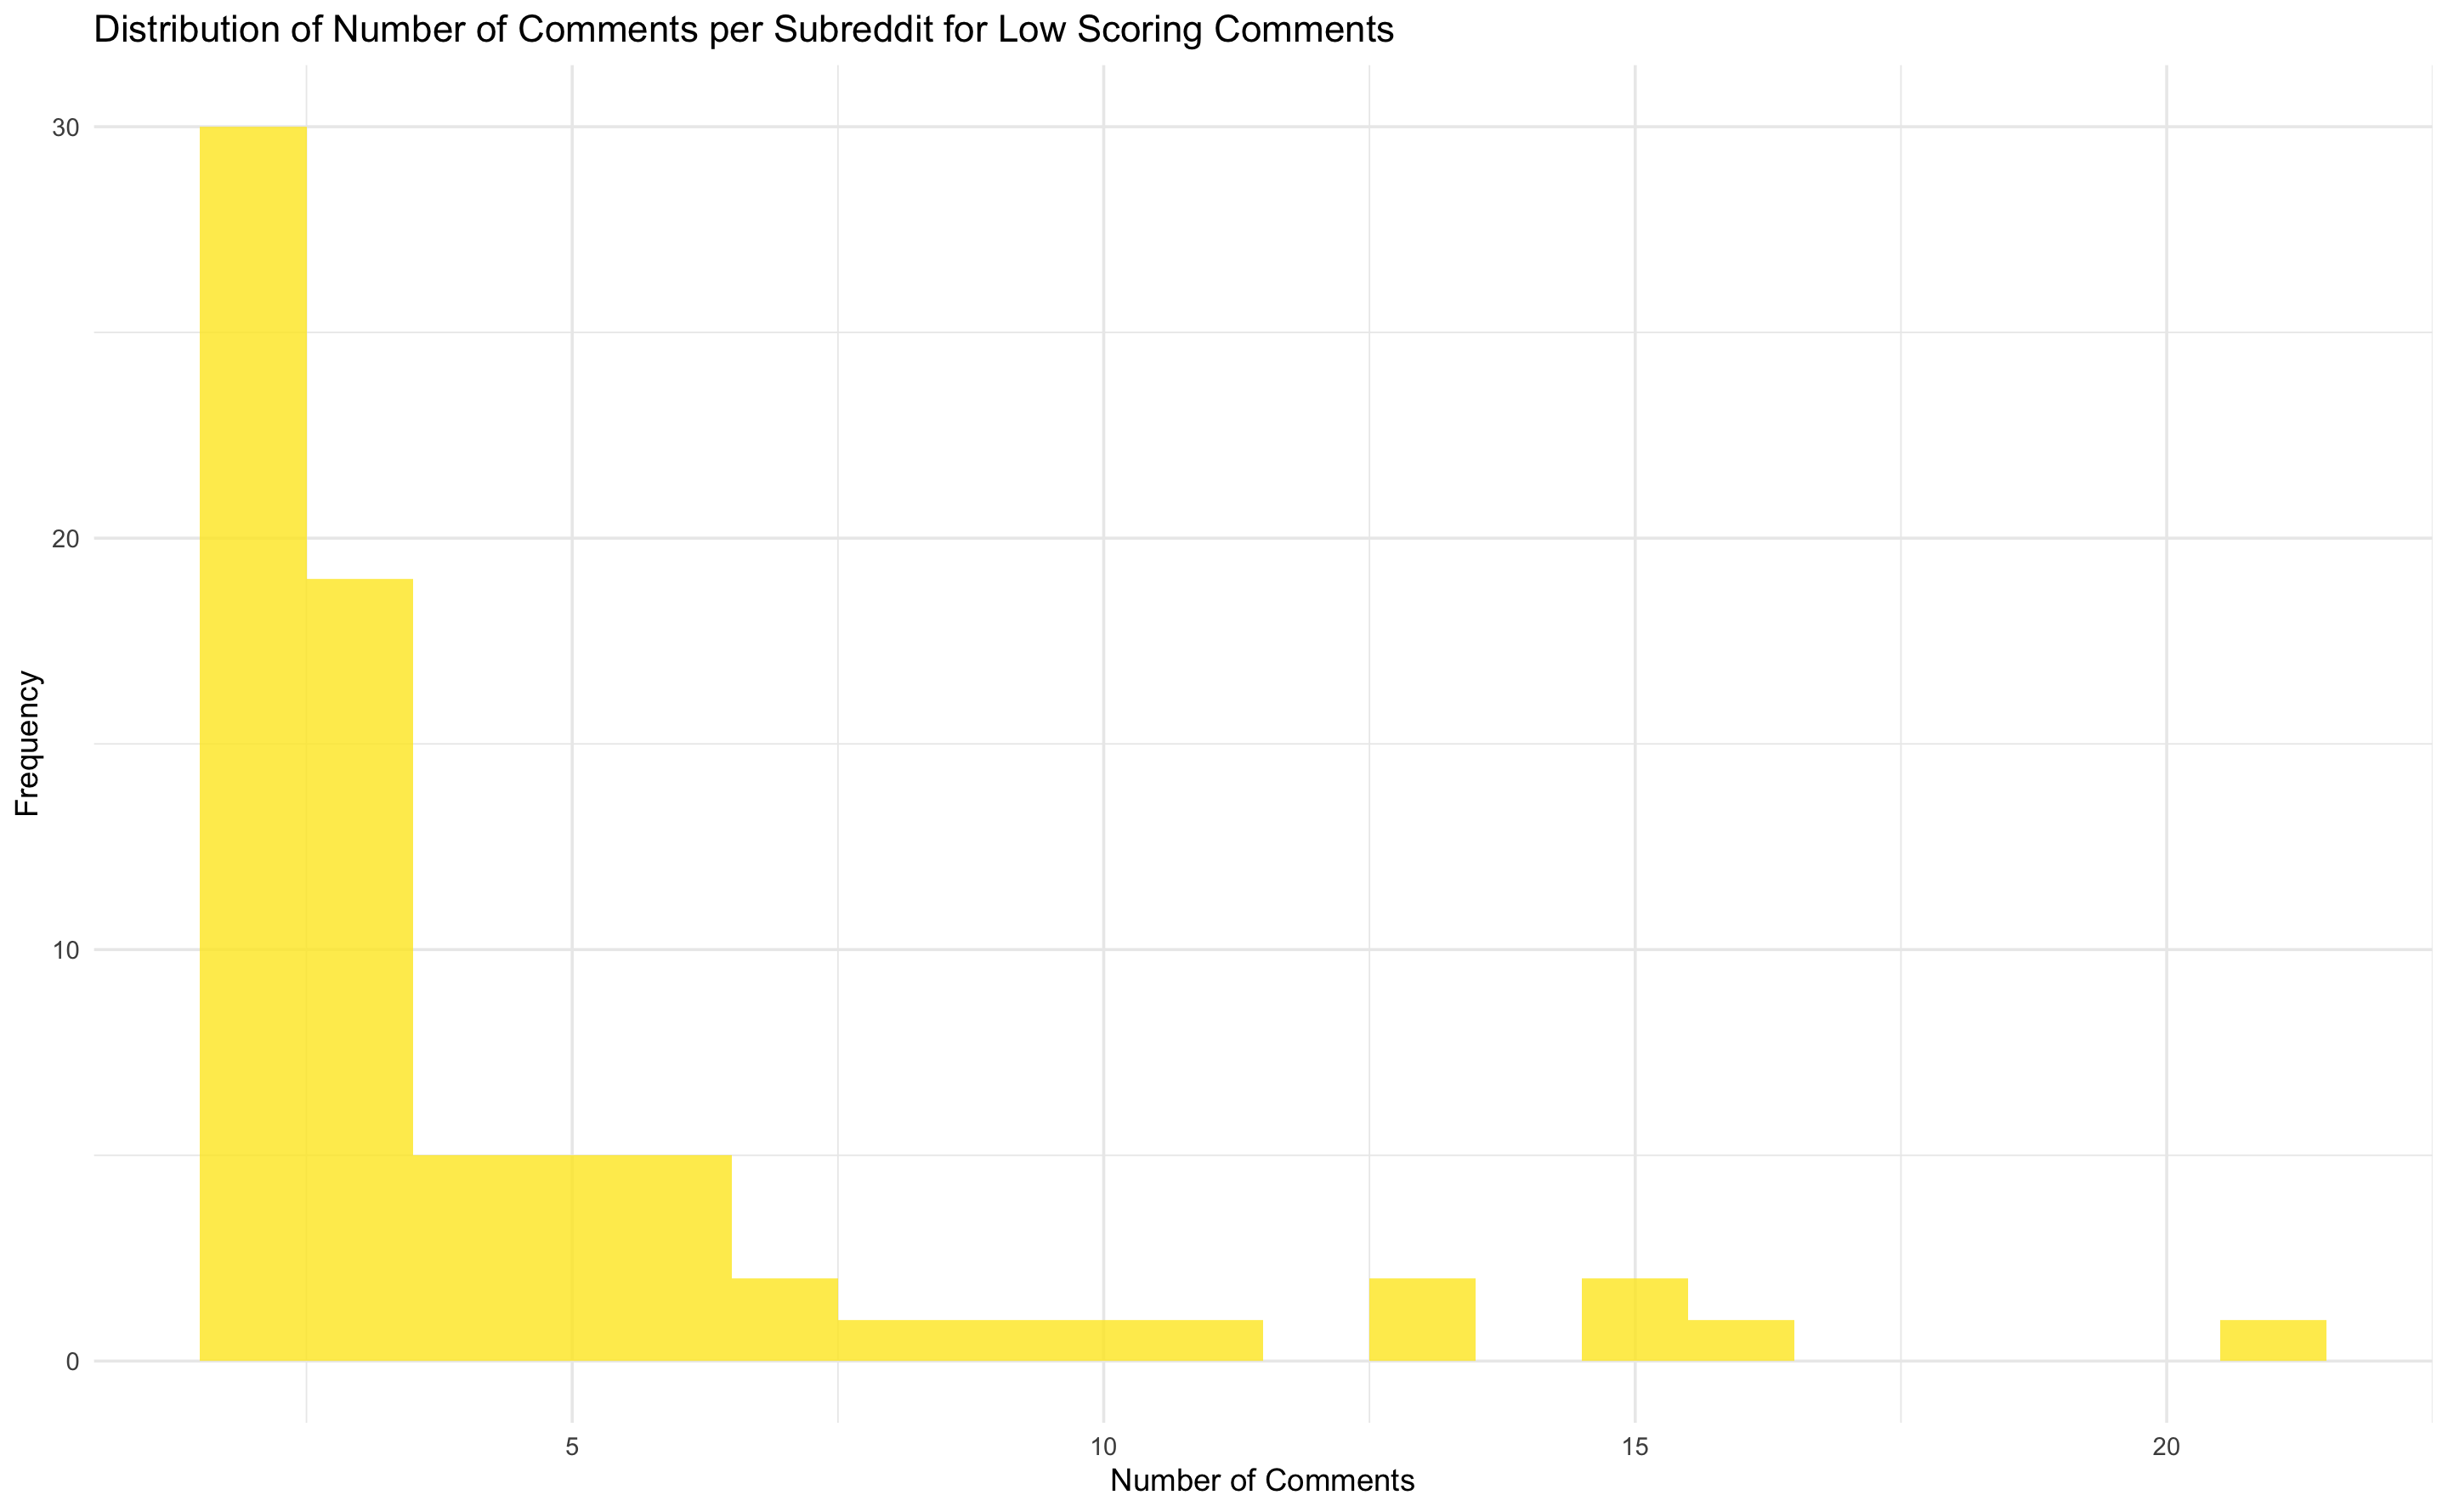 Distribution of Number of Comments per Subreddit for Low Scoring Comments
Frequency
30
20
10
0
5 10 15 20
Number of Comments